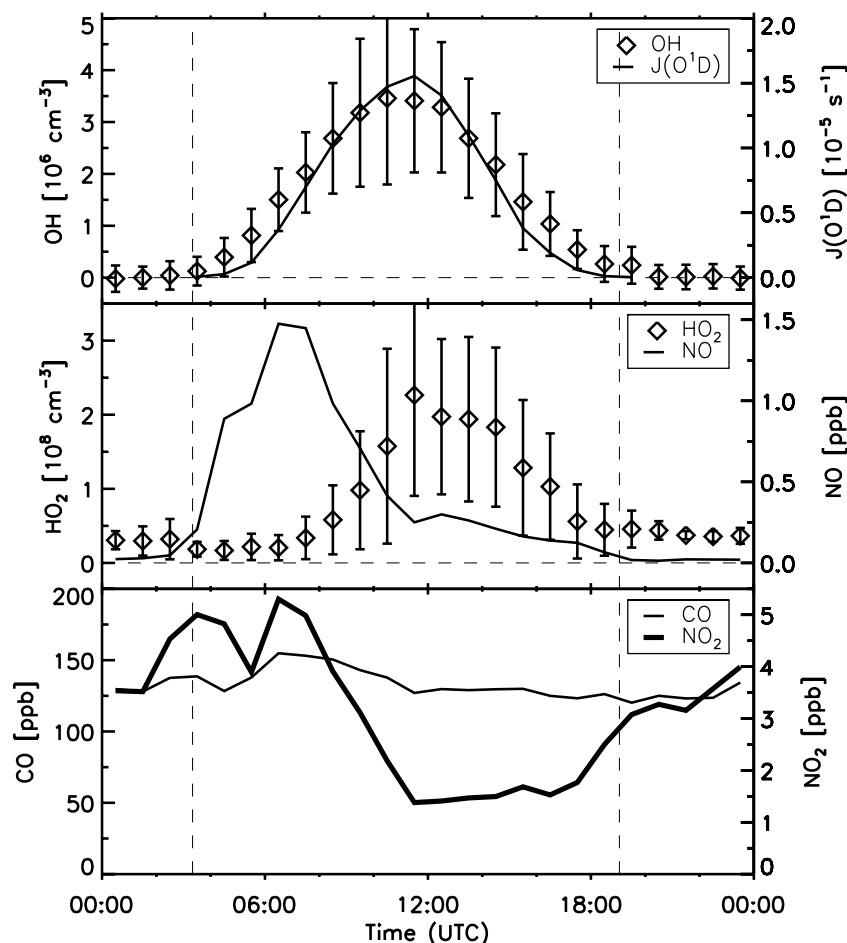 5
4
3
2
1
0
OH [10⁶ cm⁻³]
OH
J(O¹D)
2.0
1.5
1.0
0.5
0.0
J(O¹D) [10⁻⁵ s⁻¹]
3
2
1
0
HO₂ [10⁸ cm⁻³]
HO₂
NO
1.5
1.0
0.5
0.0
NO [ppb]
200
150
100
50
0
CO [ppb]
CO
NO₂
5
4
3
2
1
0
NO₂ [ppb]
00:00 06:00 12:00 18:00 00:00
Time (UTC)